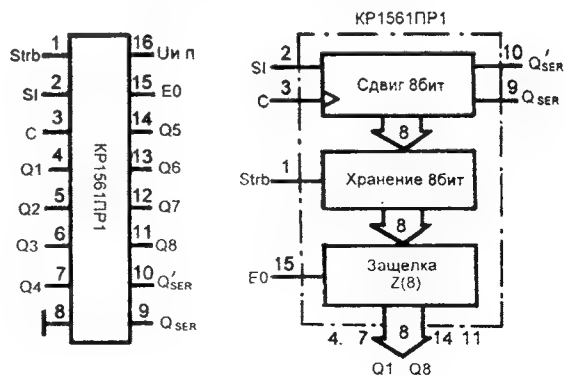 КР1561ПР1
1
Strb
16
Uи п
2
SI
15
E0
3
C
14
Q5
4
Q1
13
Q6
5
Q2
12
Q7
6
Q3
11
Q8
7
Q4
10
Q'SER
8
9
QSER
КР1561ПР1
2
SI
3
C
Сдвиг 8бит
10
Q'SER
9
QSER
8
1
Strb
Хранение 8бит
8
15
E0
Защелка
Z(8)
4. 7 8 14 11
Q1 Q8